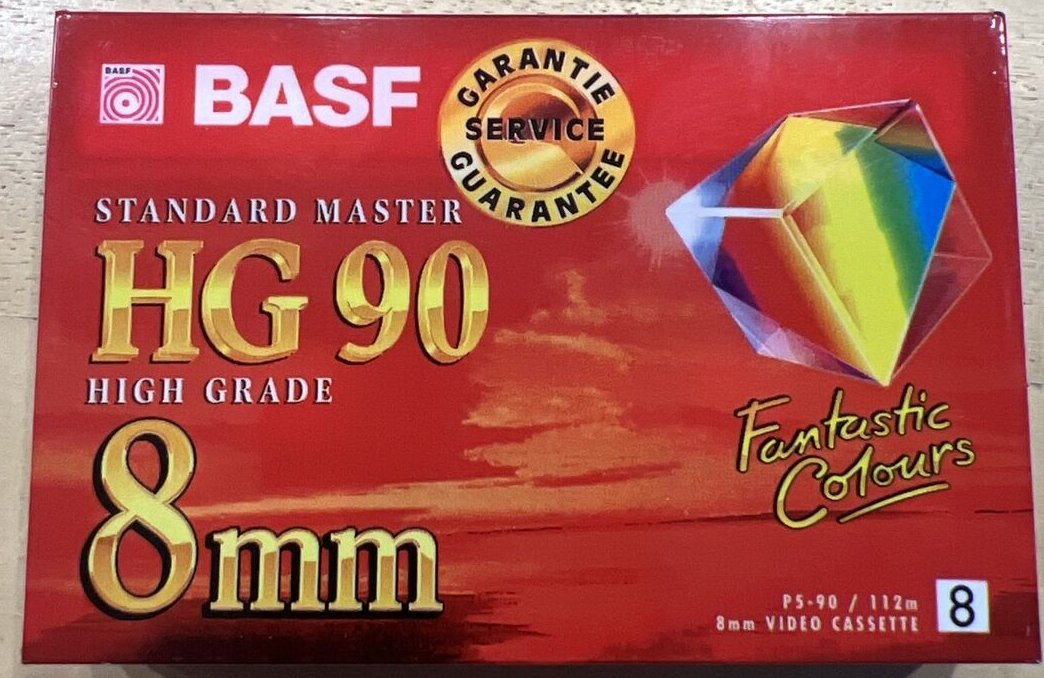 BASF
BASF
GARANTIE
SERVICE
GUARANTEE
STANDARD MASTER
HG 90
HIGH GRADE
8mm
Fantastic
Colours
P5-90 / 112m
8mm VIDEO CASSETTE
8